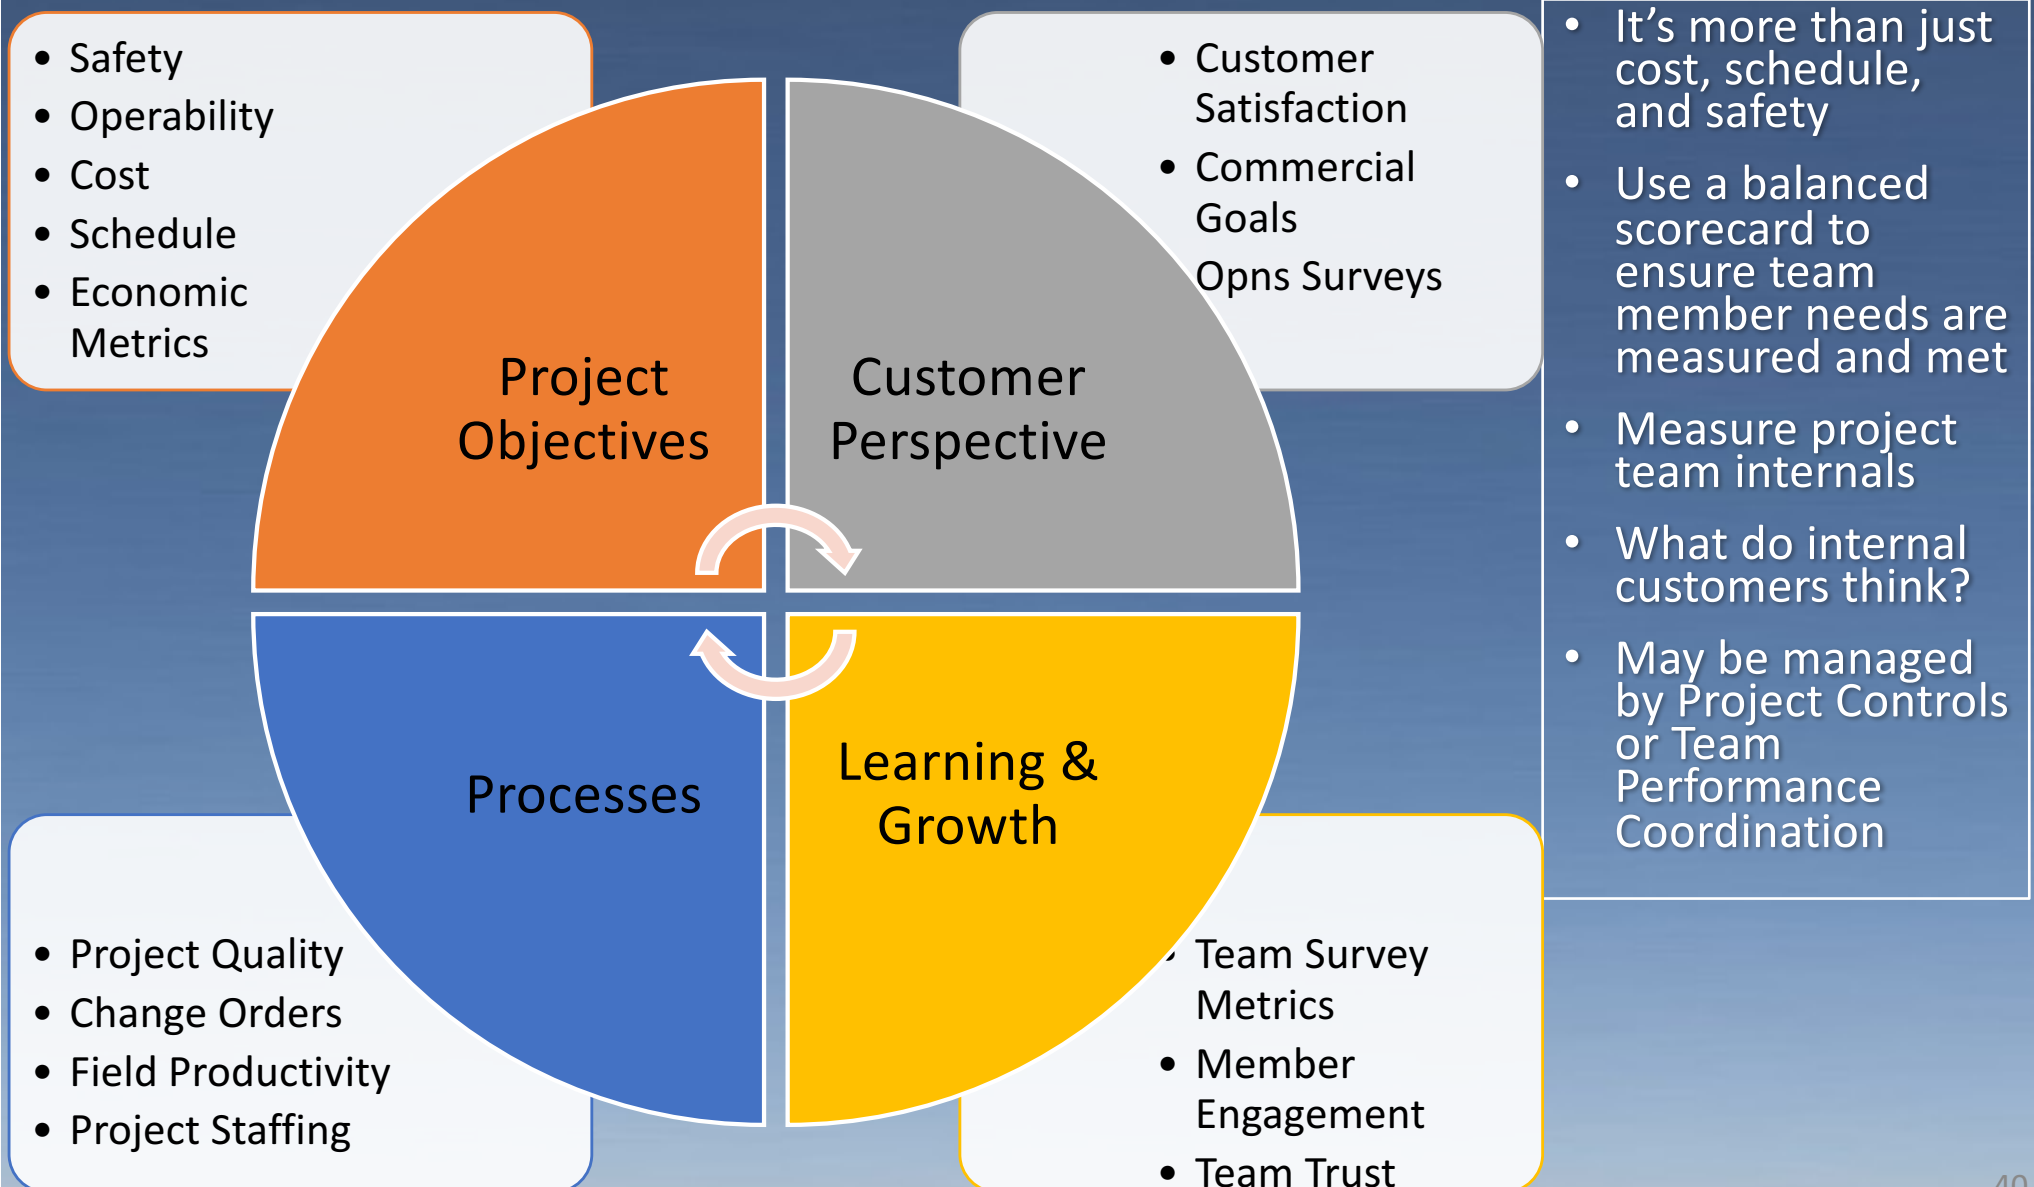 • Safety
• Operability
• Cost
• Schedule
• Economic
Metrics
• Customer
Satisfaction
• Commercial
Goals
Opns Surveys
Project
Objectives
Customer
Perspective
Processes
Learning &
Growth
• Project Quality
• Change Orders
• Field Productivity
• Project Staffing
• Team Survey
Metrics
• Member
Engagement
• Team Trust
• It’s more than just
cost, schedule,
and safety
• Use a balanced
scorecard to
ensure team
member needs are
measured and met
• Measure project
team internals
• What do internal
customers think?
• May be managed
by Project Controls
or Team
Performance
Coordination